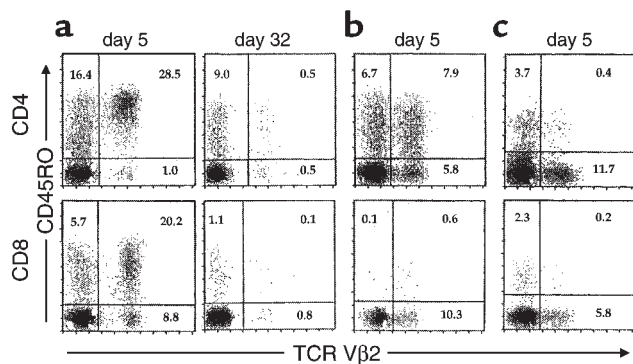 a b c
day 5 day 32 day 5 day 5
CD4
16.4 28.5 9.0 0.5 6.7 7.9 3.7 0.4
1.0 0.5 5.8 11.7
CD45RO
CD8
5.7 20.2 1.1 0.1 0.1 0.6 2.3 0.2
8.8 0.8 10.3 5.8
TCR Vβ2